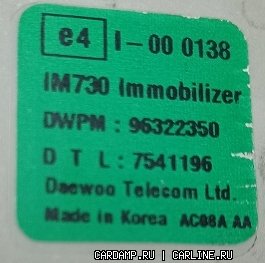 e4 I-00 0138
IM730 Immobilizer
DWPM : 96322350
D T L : 7541196
Daewoo Telecom Ltd.
Made in Korea AC08A AA
CARDAMP.RU | CARLINE.RU